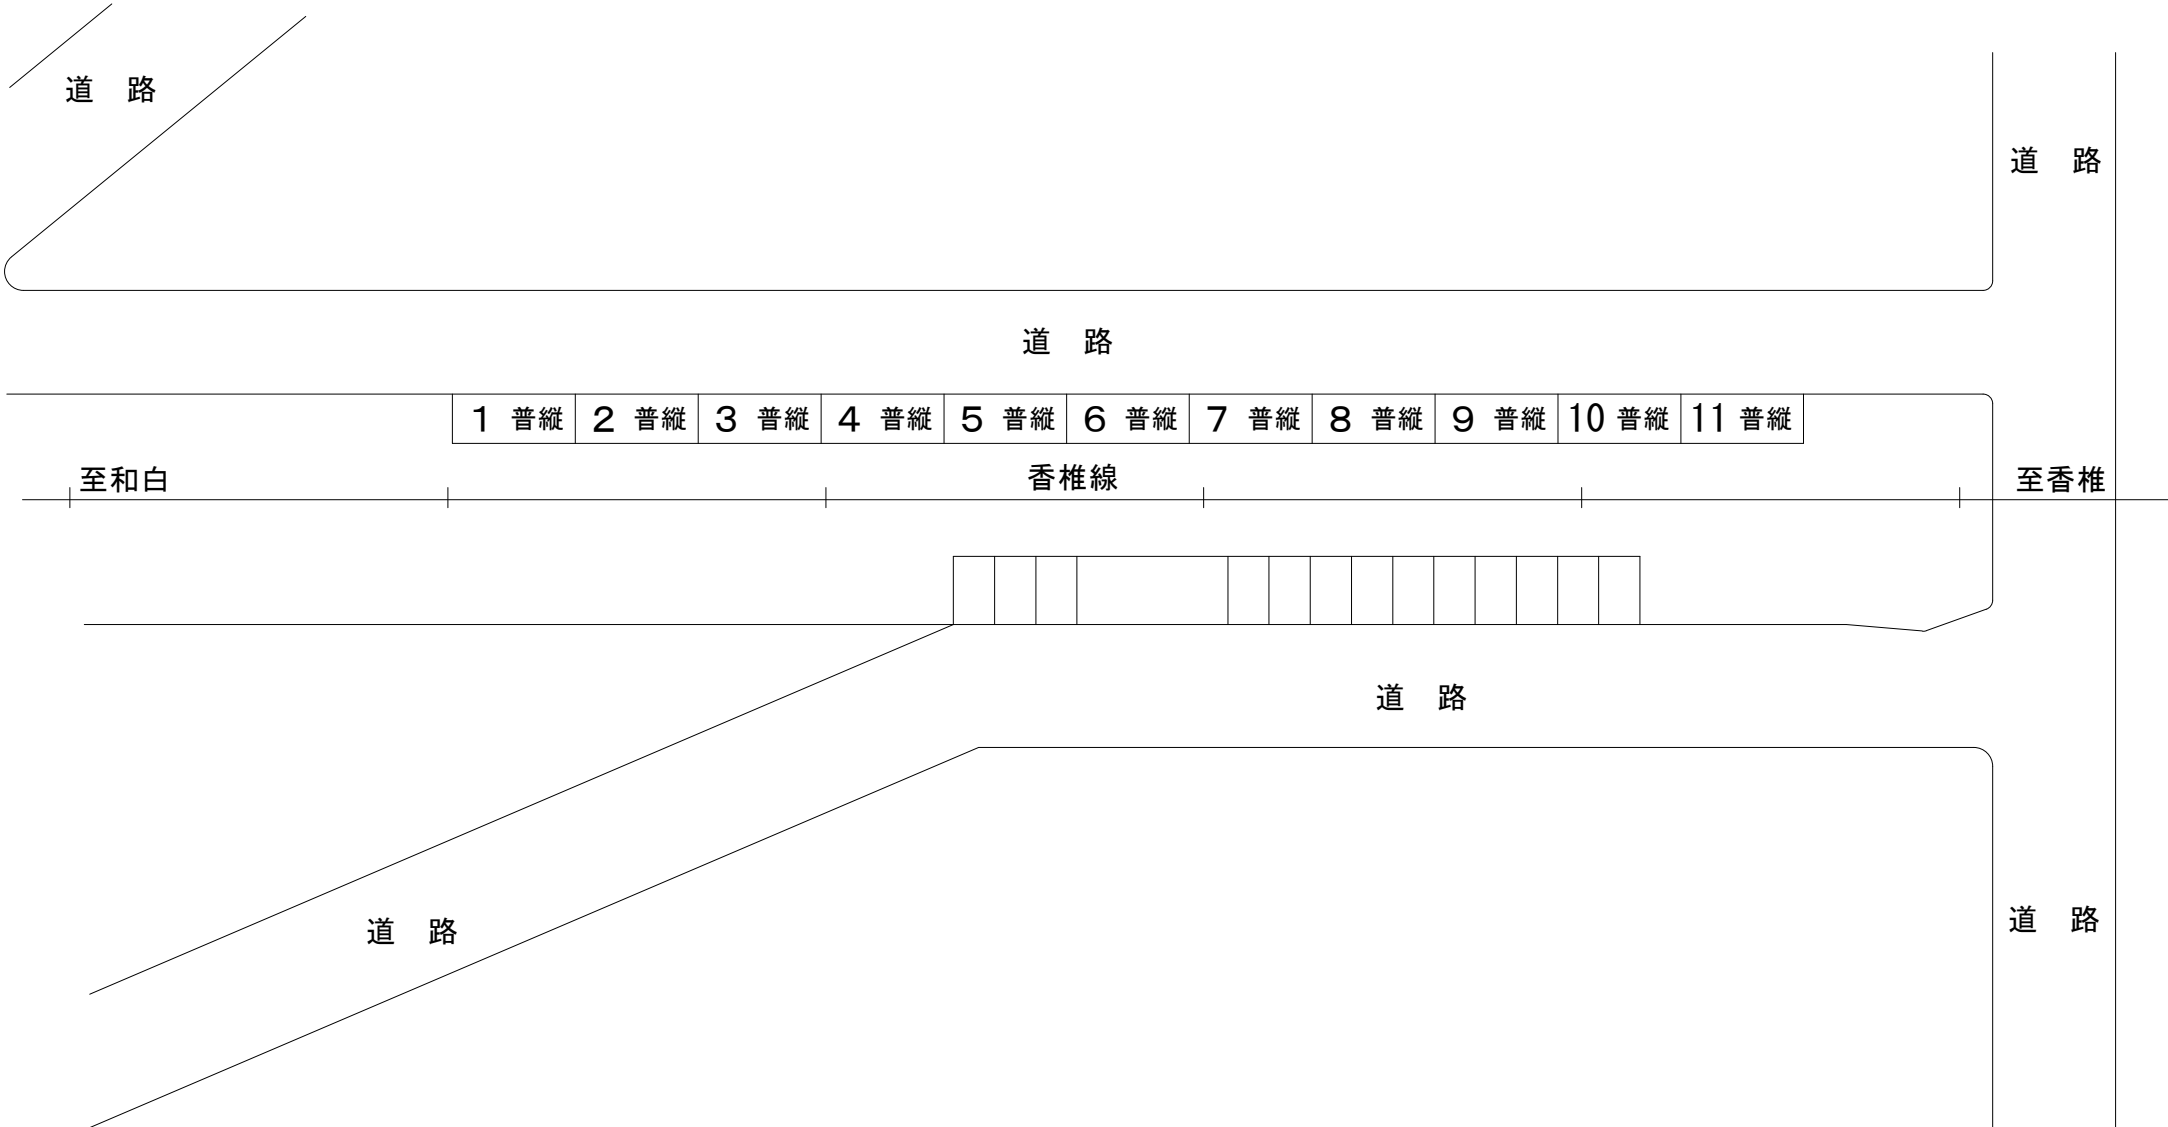 道 路
道 路
道 路
1 普縦 2 普縦 3 普縦 4 普縦 5 普縦 6 普縦 7 普縦 8 普縦 9 普縦 10 普縦 11 普縦
至和白 香椎線 至香椎
道 路
道 路
道 路